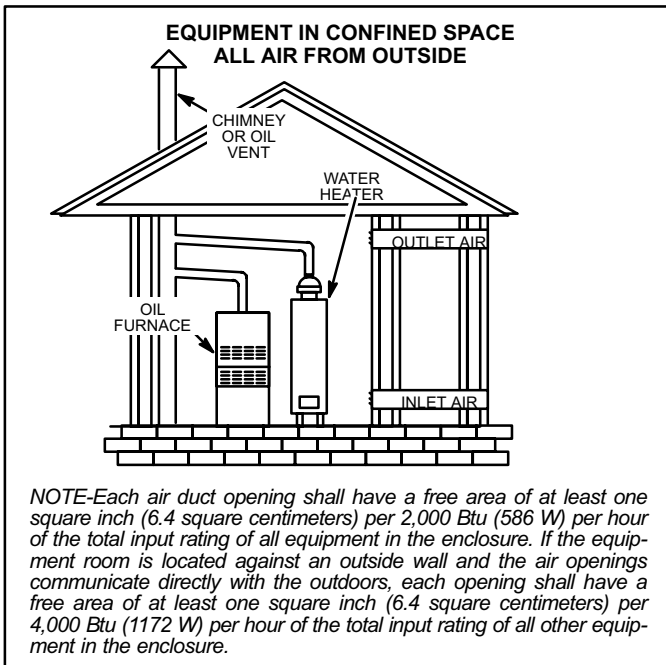 EQUIPMENT IN CONFINED SPACE
ALL AIR FROM OUTSIDE
CHIMNEY
OR OIL
VENT
WATER
HEATER
OUTLET AIR
OIL
FURNACE
INLET AIR
NOTE-Each air duct opening shall have a free area of at least one
square inch (6.4 square centimeters) per 2,000 Btu (586 W) per hour
of the total input rating of all equipment in the enclosure. If the equip-
ment room is located against an outside wall and the air openings
communicate directly with the outdoors, each opening shall have a
free area of at least one square inch (6.4 square centimeters) per
4,000 Btu (1172 W) per hour of the total input rating of all other equip-
ment in the enclosure.